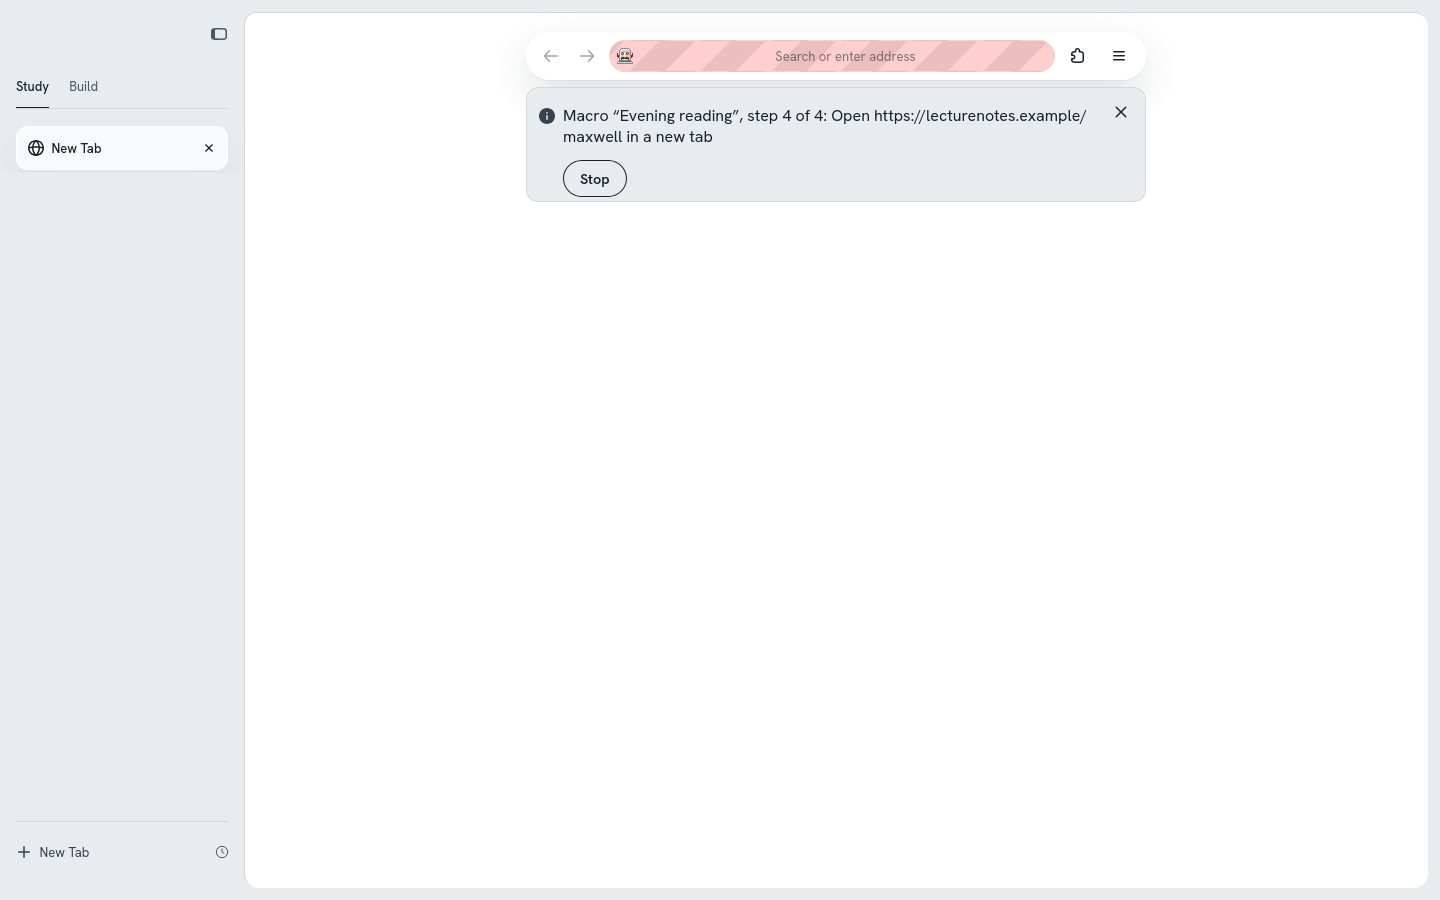 Study Build
New Tab
Search or enter address
Macro “Evening reading”, step 4 of 4: Open https://lecturenotes.example/
maxwell in a new tab
Stop
New Tab